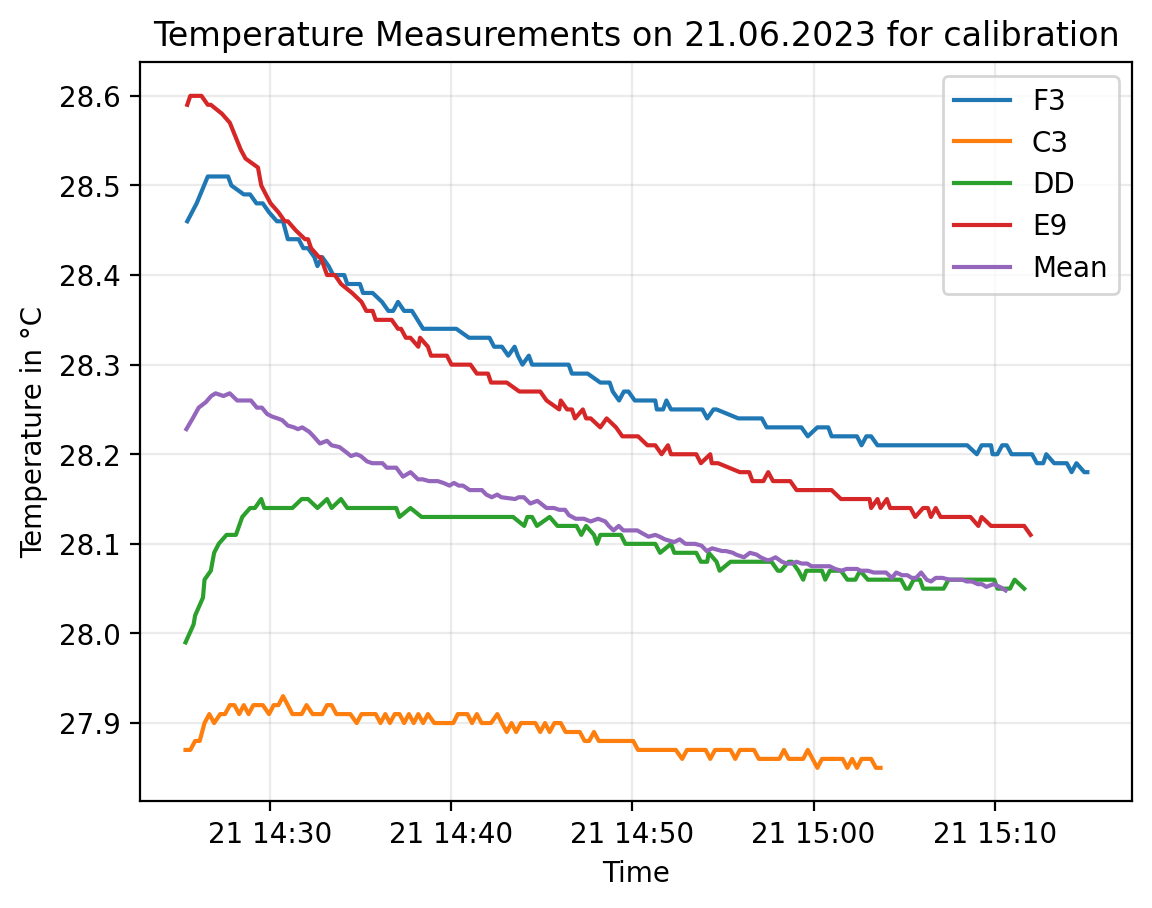 Temperature Measurements on 21.06.2023 for calibration
F3
C3
DD
E9
Mean
28.6
28.5
28.4
28.3
28.2
28.1
28.0
27.9
Temperature in °C
21 14:30
21 14:40
21 14:50
21 15:00
21 15:10
Time